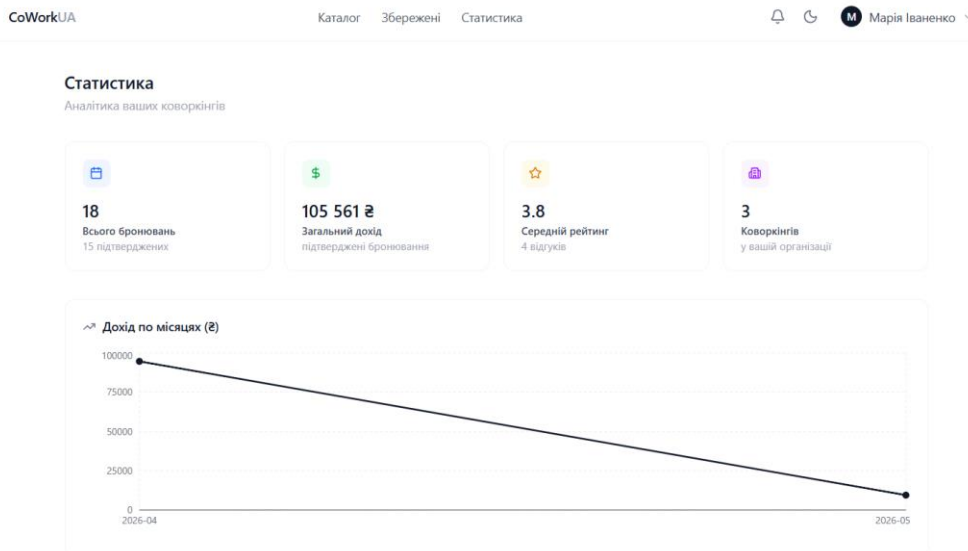 CoWorkUA Каталог Збережені Статистика М Марія Іваненко
Статистика
Аналітика ваших коворкінгів
18
Всього бронювань
15 підтверджених
105 561 ₴
Загальний дохід
підтверджені бронювання
3.8
Середній рейтинг
4 відгуків
3
Коворкінгів
у вашій організації
Дохід по місяцях (₴)
100000
75000
50000
25000
0
2026-04 2026-05